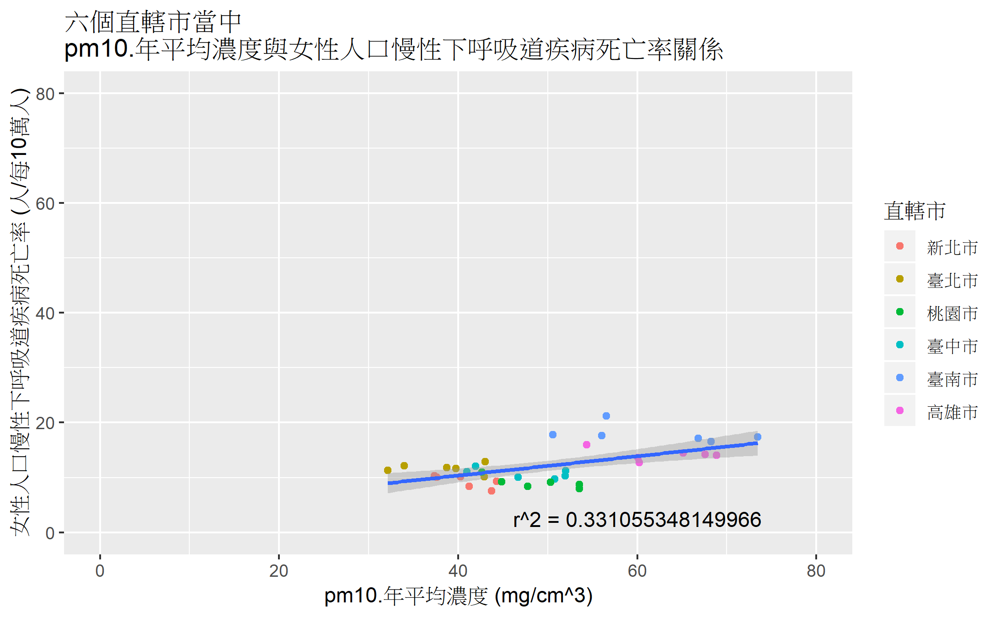 六個直轄市當中
pm10.年平均濃度與女性人口慢性下呼吸道疾病死亡率關係
女性人口慢性下呼吸道疾病死亡率 (人/每10萬人)
80
60
40
20
0
r^2 = 0.331055348149966
0 20 40 60 80
pm10.年平均濃度 (mg/cm^3)
直轄市
新北市
臺北市
桃園市
臺中市
臺南市
高雄市